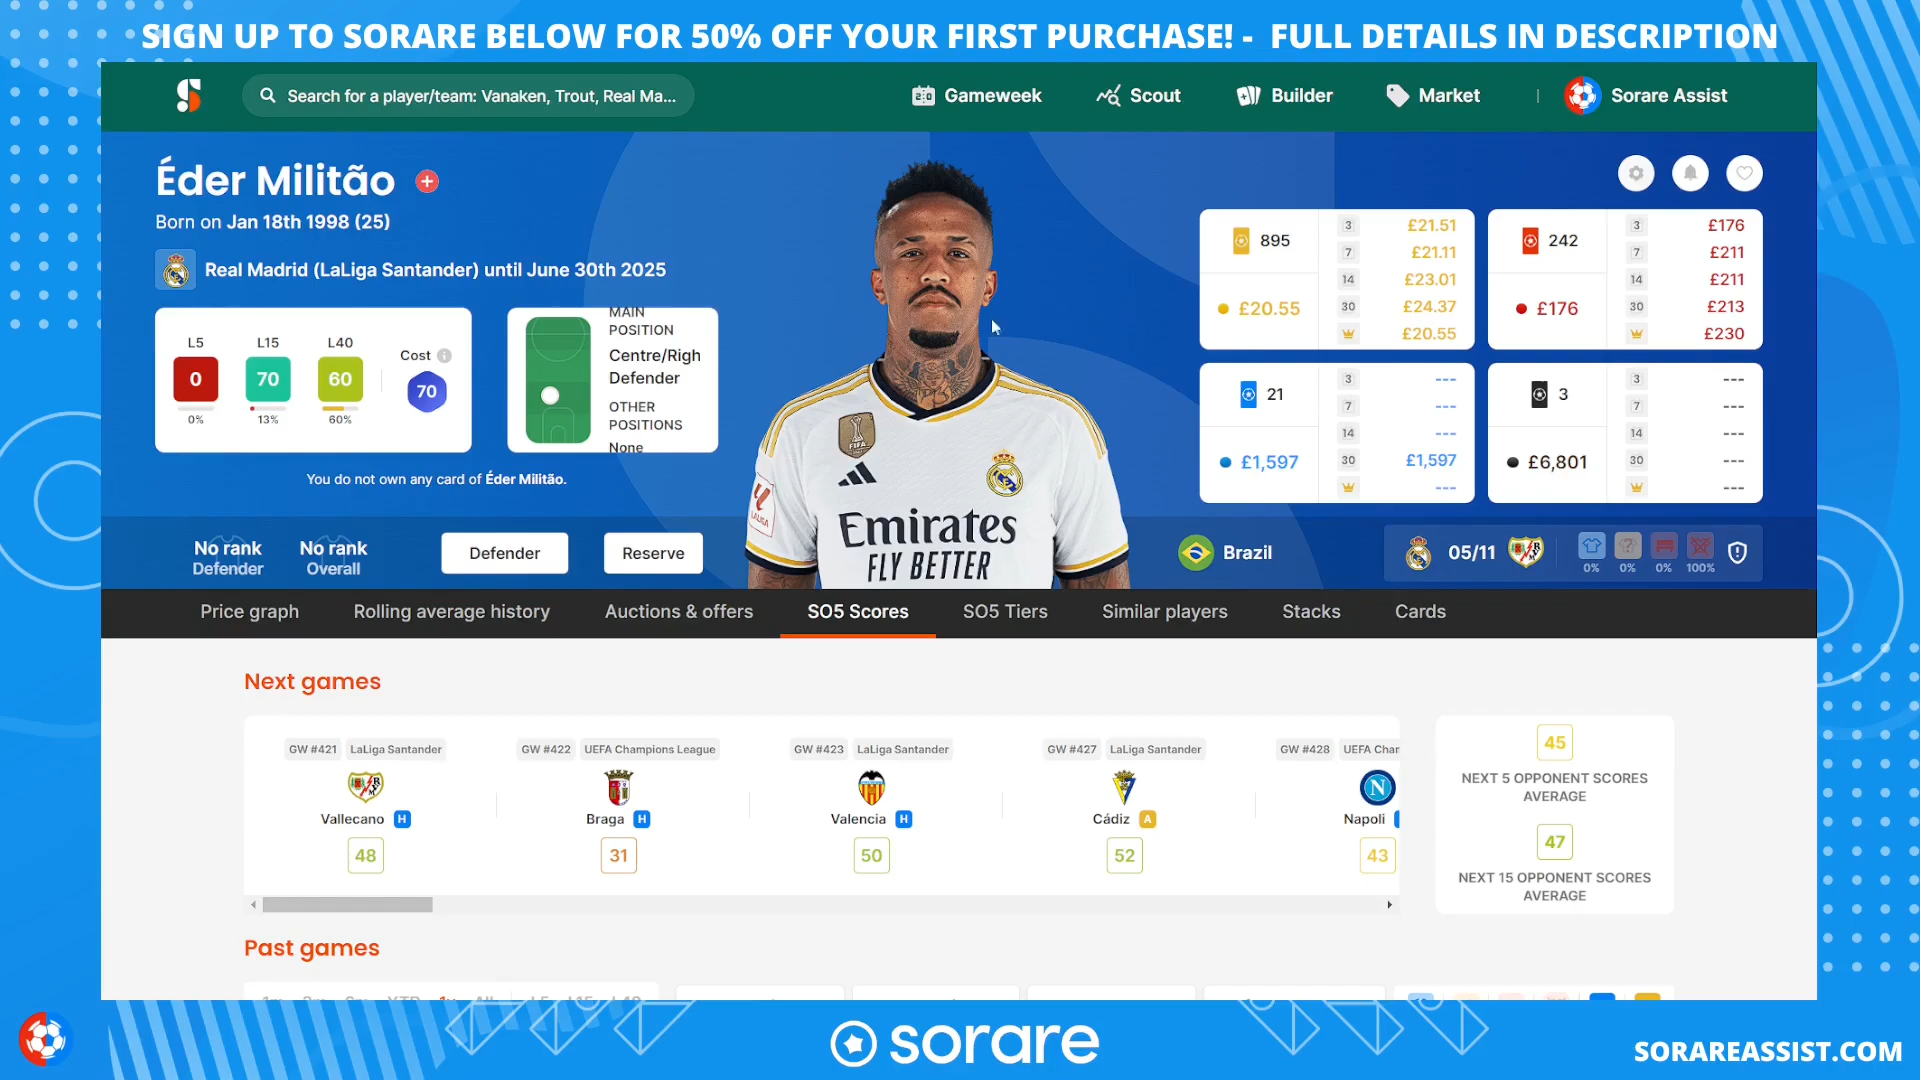 SIGN UP TO SORARE BELOW FOR 50% OFF YOUR FIRST PURCHASE! - FULL DETAILS IN DESCRIPTION
Search for a player/team: Vanaken, Trout, Real Ma...
Gameweek
Scout
Builder
Market
Sorare Assist
Éder Militão
Born on Jan 18th 1998 (25)
Real Madrid (LaLiga Santander) until June 30th 2025
L5
L15
L40
Cost
0
70
60
70
0%
13%
60%
MAIN
POSITION
Centre/Righ
Defender
OTHER
POSITIONS
None
You do not own any card of Éder Militão.
895
£20.55
3 £21.51
7 £21.11
14 £23.01
30 £24.37
£20.55
242
£176
3 £176
7 £211
14 £211
30 £213
£230
21
£1,597
3 ---
7 ---
14 ---
30 £1,597
---
3
£6,801
3 ---
7 ---
14 ---
30 ---
---
FIFA
LALIGA
Emirates
FLY BETTER
No rank
Defender
No rank
Overall
Defender
Reserve
Brazil
05/11
0%
0%
0%
100%
Price graph
Rolling average history
Auctions & offers
SO5 Scores
SO5 Tiers
Similar players
Stacks
Cards
Next games
GW #421 LaLiga Santander
Vallecano H
48
GW #422 UEFA Champions League
Braga H
31
GW #423 LaLiga Santander
Valencia H
50
GW #427 LaLiga Santander
Cádiz A
52
GW #428 UEFA Char
Napoli
43
45
NEXT 5 OPPONENT SCORES
AVERAGE
47
NEXT 15 OPPONENT SCORES
AVERAGE
Past games
sorare
SORAREASSIST.COM